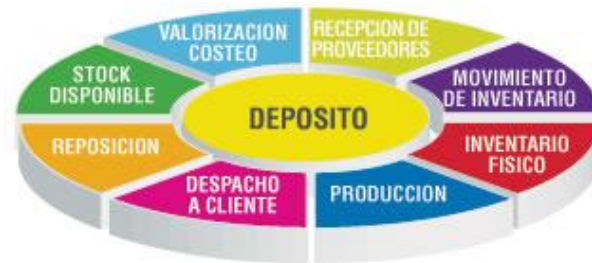 VALORIZACION
COSTEO
RECEPCION DE
PROVEEDORES
STOCK
DISPONIBLE
MOVIMIENTO
DE INVENTARIO
DEPOSITO
REPOSICION
INVENTARIO
FISICO
DESPACHO
A CLIENTE
PRODUCCION